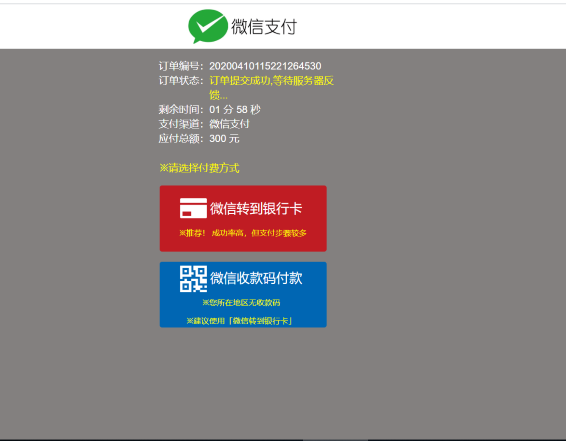 微信支付
订单编号：20200410115221264530
订单状态：订单提交成功,等待服务器反
馈...
剩余时间：01 分 58 秒
支付渠道：微信支付
应付总额：300 元
※请选择付费方式
微信转到银行卡
※推荐！ 成功率高，但支付步骤较多
微信收款码付款
※您所在地区无收款码
※建议使用「微信转到银行卡」